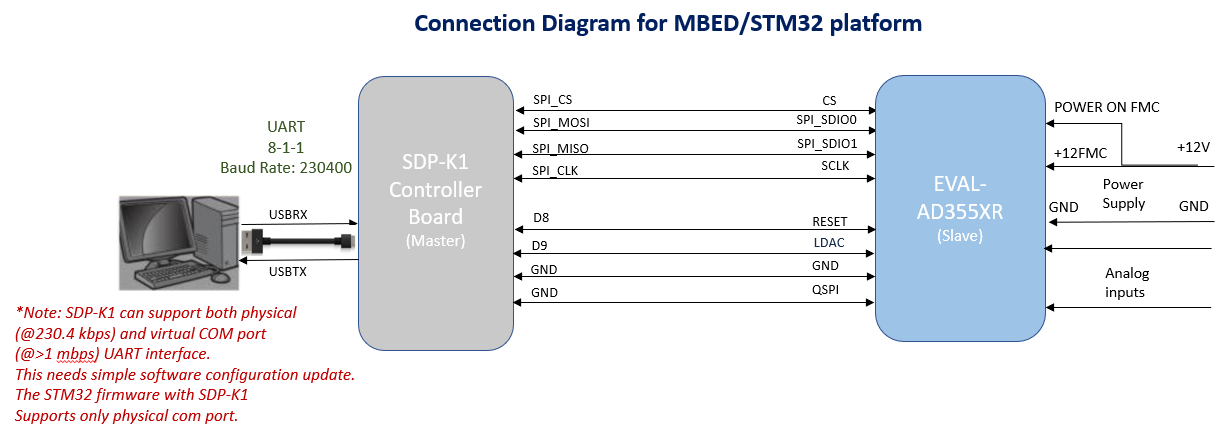 Connection Diagram for MBED/STM32 platform
UART
8-1-1
Baud Rate: 230400
USBRX
USBTX
SDP-K1
Controller
Board
(Master)
SPI_CS
CS
SPI_MOSI
SPI_SDIO0
SPI_MISO
SPI_SDIO1
SPI_CLK
SCLK
D8
RESET
D9
LDAC
GND
GND
GND
QSPI
EVAL-
AD355XR
(Slave)
POWER ON FMC
+12FMC
+12V
Power
Supply
GND
GND
Analog
inputs
*Note: SDP-K1 can support both physical
(@230.4 kbps) and virtual COM port
(@>1 mbps) UART interface.
This needs simple software configuration update.
The STM32 firmware with SDP-K1
Supports only physical com port.